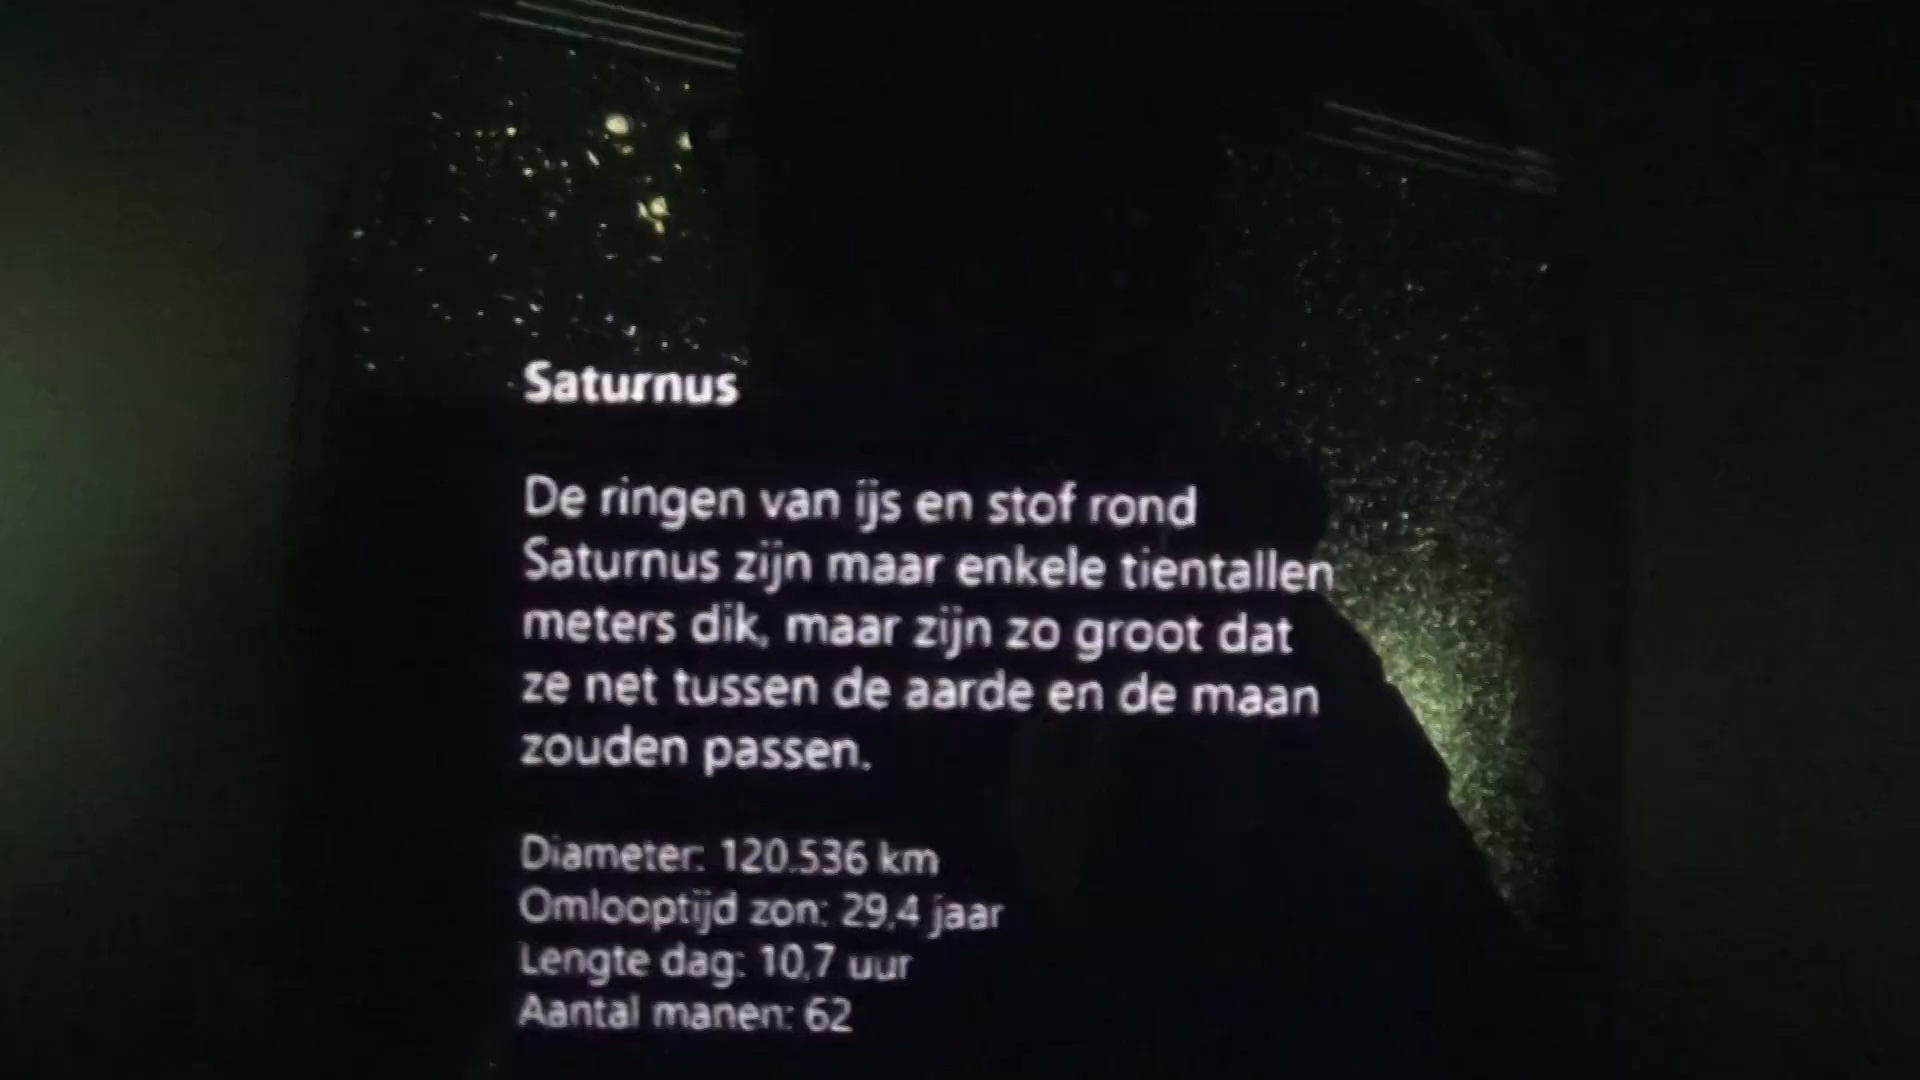 Saturnus
De ringen van ijs en stof rond
Saturnus zijn maar enkele tientallen
meters dik, maar zijn zo groot dat
ze net tussen de aarde en de maan
zouden passen.
Diameter: 120.536 km
Omlooptijd zon: 29,4 jaar
Lengte dag: 10,7 uur
Aantal manen: 62